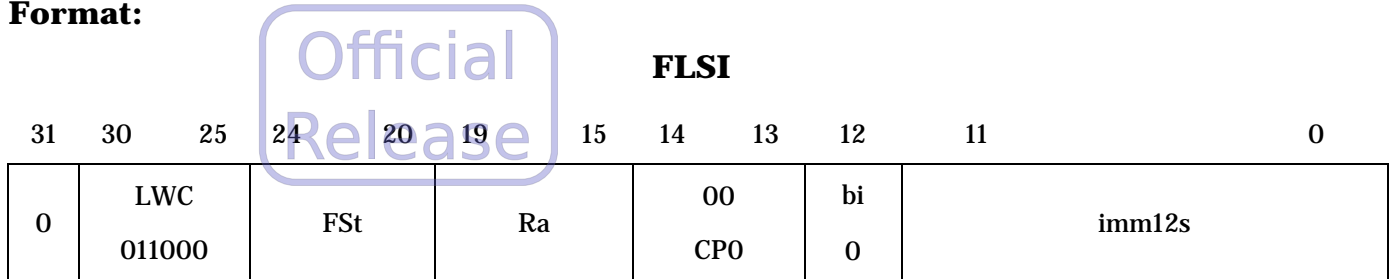 Format:
Official
Release
FLSI
31 30 25 24 20 19 15 14 13 12 11 0
0 LWC 011000 FSt Ra 00 CP0 bi 0 imm12s